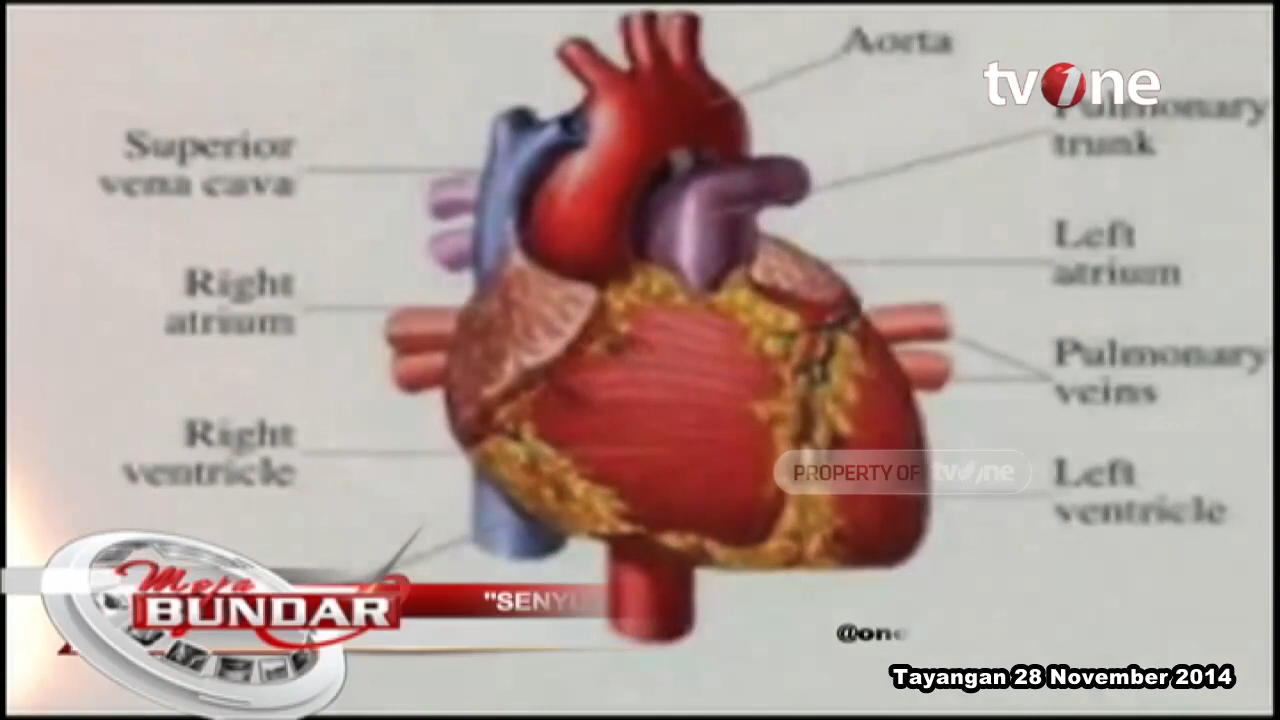 Aorta
tvOne
Pulmonary
trunk
Superior
vena cava
Left
atrium
Right
atrium
Pulmonary
veins
Right
ventricle
PROPERTY OF tvOne
Left
ventricle
Meja
BUNDAR
"SENYU
@one
Tayangan 28 November 2014